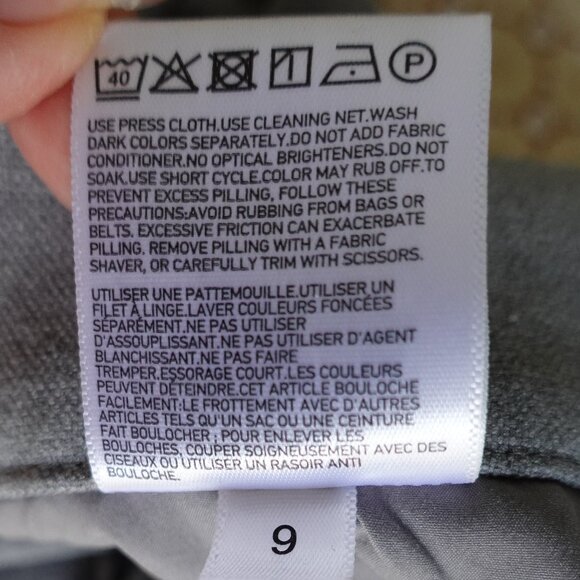 40 P
USE PRESS CLOTH.USE CLEANING NET.WASH
DARK COLORS SEPARATELY.DO NOT ADD FABRIC
CONDITIONER.NO OPTICAL BRIGHTENERS.DO NOT
SOAK.USE SHORT CYCLE.COLOR MAY RUB OFF.TO
PREVENT EXCESS PILLING, FOLLOW THESE
PRECAUTIONS:AVOID RUBBING FROM BAGS OR
BELTS. EXCESSIVE FRICTION CAN EXACERBATE
PILLING. REMOVE PILLING WITH A FABRIC
SHAVER, OR CAREFULLY TRIM WITH SCISSORS.
UTILISER UNE PATTEMOUILLE.UTILISER UN
FILET À LINGE.LAVER COULEURS FONCÉES
SÉPARÉMENT.NE PAS UTILISER
D'ASSOUPLISSANT.NE PAS UTILISER D'AGENT
BLANCHISSANT.NE PAS FAIRE
TREMPER.ESSORAGE COURT.LES COULEURS
PEUVENT DÉTEINDRE.CET ARTICLE BOULOCHE
FACILEMENT:LE FROTTEMENT AVEC D'AUTRES
ARTICLES TELS QU'UN SAC OU UNE CEINTURE
FAIT BOULOCHER ; POUR ENLEVER LES
BOULOCHES, COUPER SOIGNEUSEMENT AVEC DES
CISEAUX OU UTILISER UN RASOIR ANTI
BOULOCHE.
9